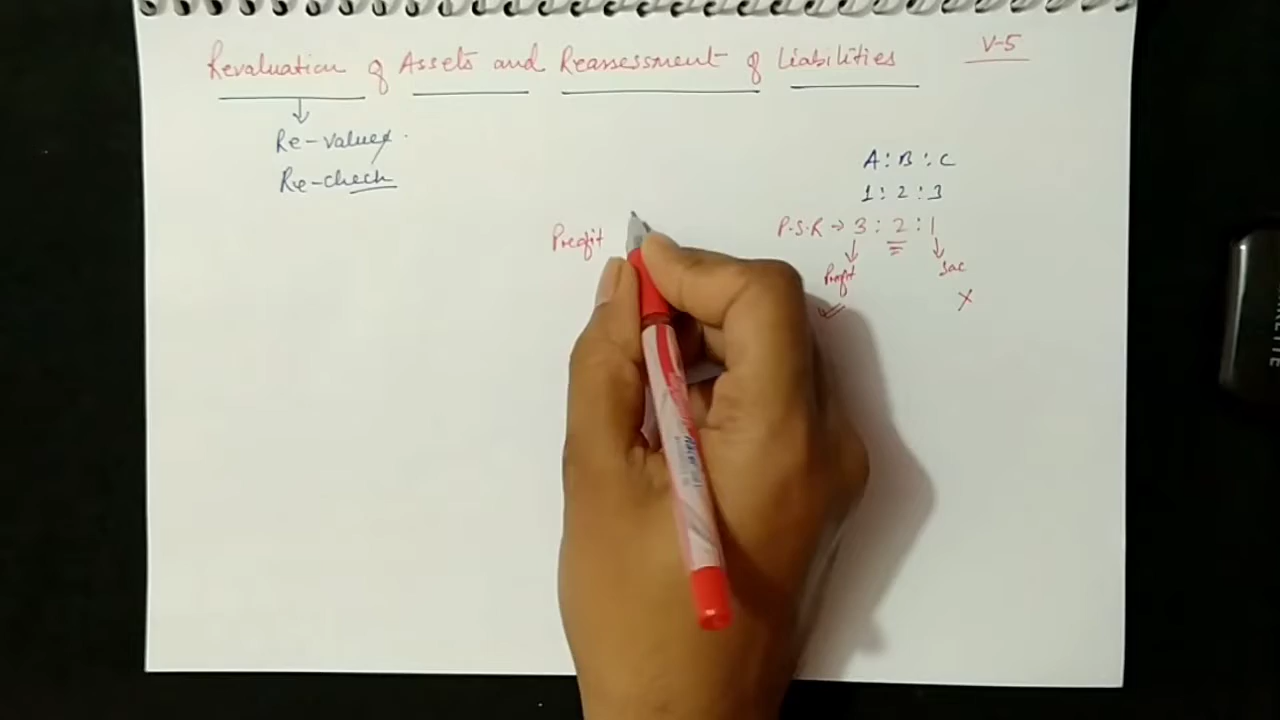 Revaluation of Assets and Reassessment of Liabilities V-5
Re-valued.
Re-check
A : B : C
1 : 2 : 3
Profit P.S.R → 3 : 2 : 1
Profit Sac